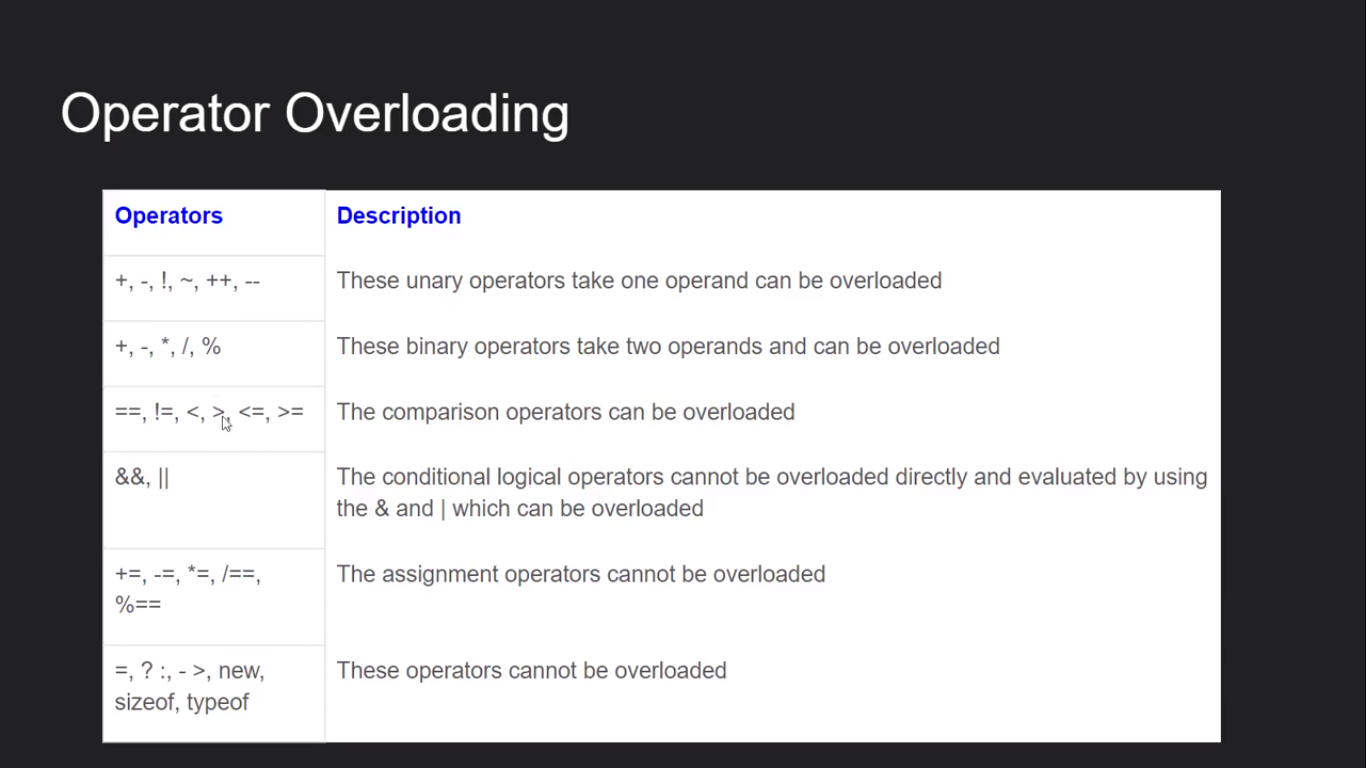 Operator Overloading
Operators Description
+, -, !, ~, ++, -- These unary operators take one operand can be overloaded
+, -, *, /, % These binary operators take two operands and can be overloaded
==, !=, <, >, <=, >= The comparison operators can be overloaded
&&, || The conditional logical operators cannot be overloaded directly and evaluated by using
the & and | which can be overloaded
+=, -=, *=, /==, The assignment operators cannot be overloaded
%==
=, ? :, - >, new, These operators cannot be overloaded
sizeof, typeof